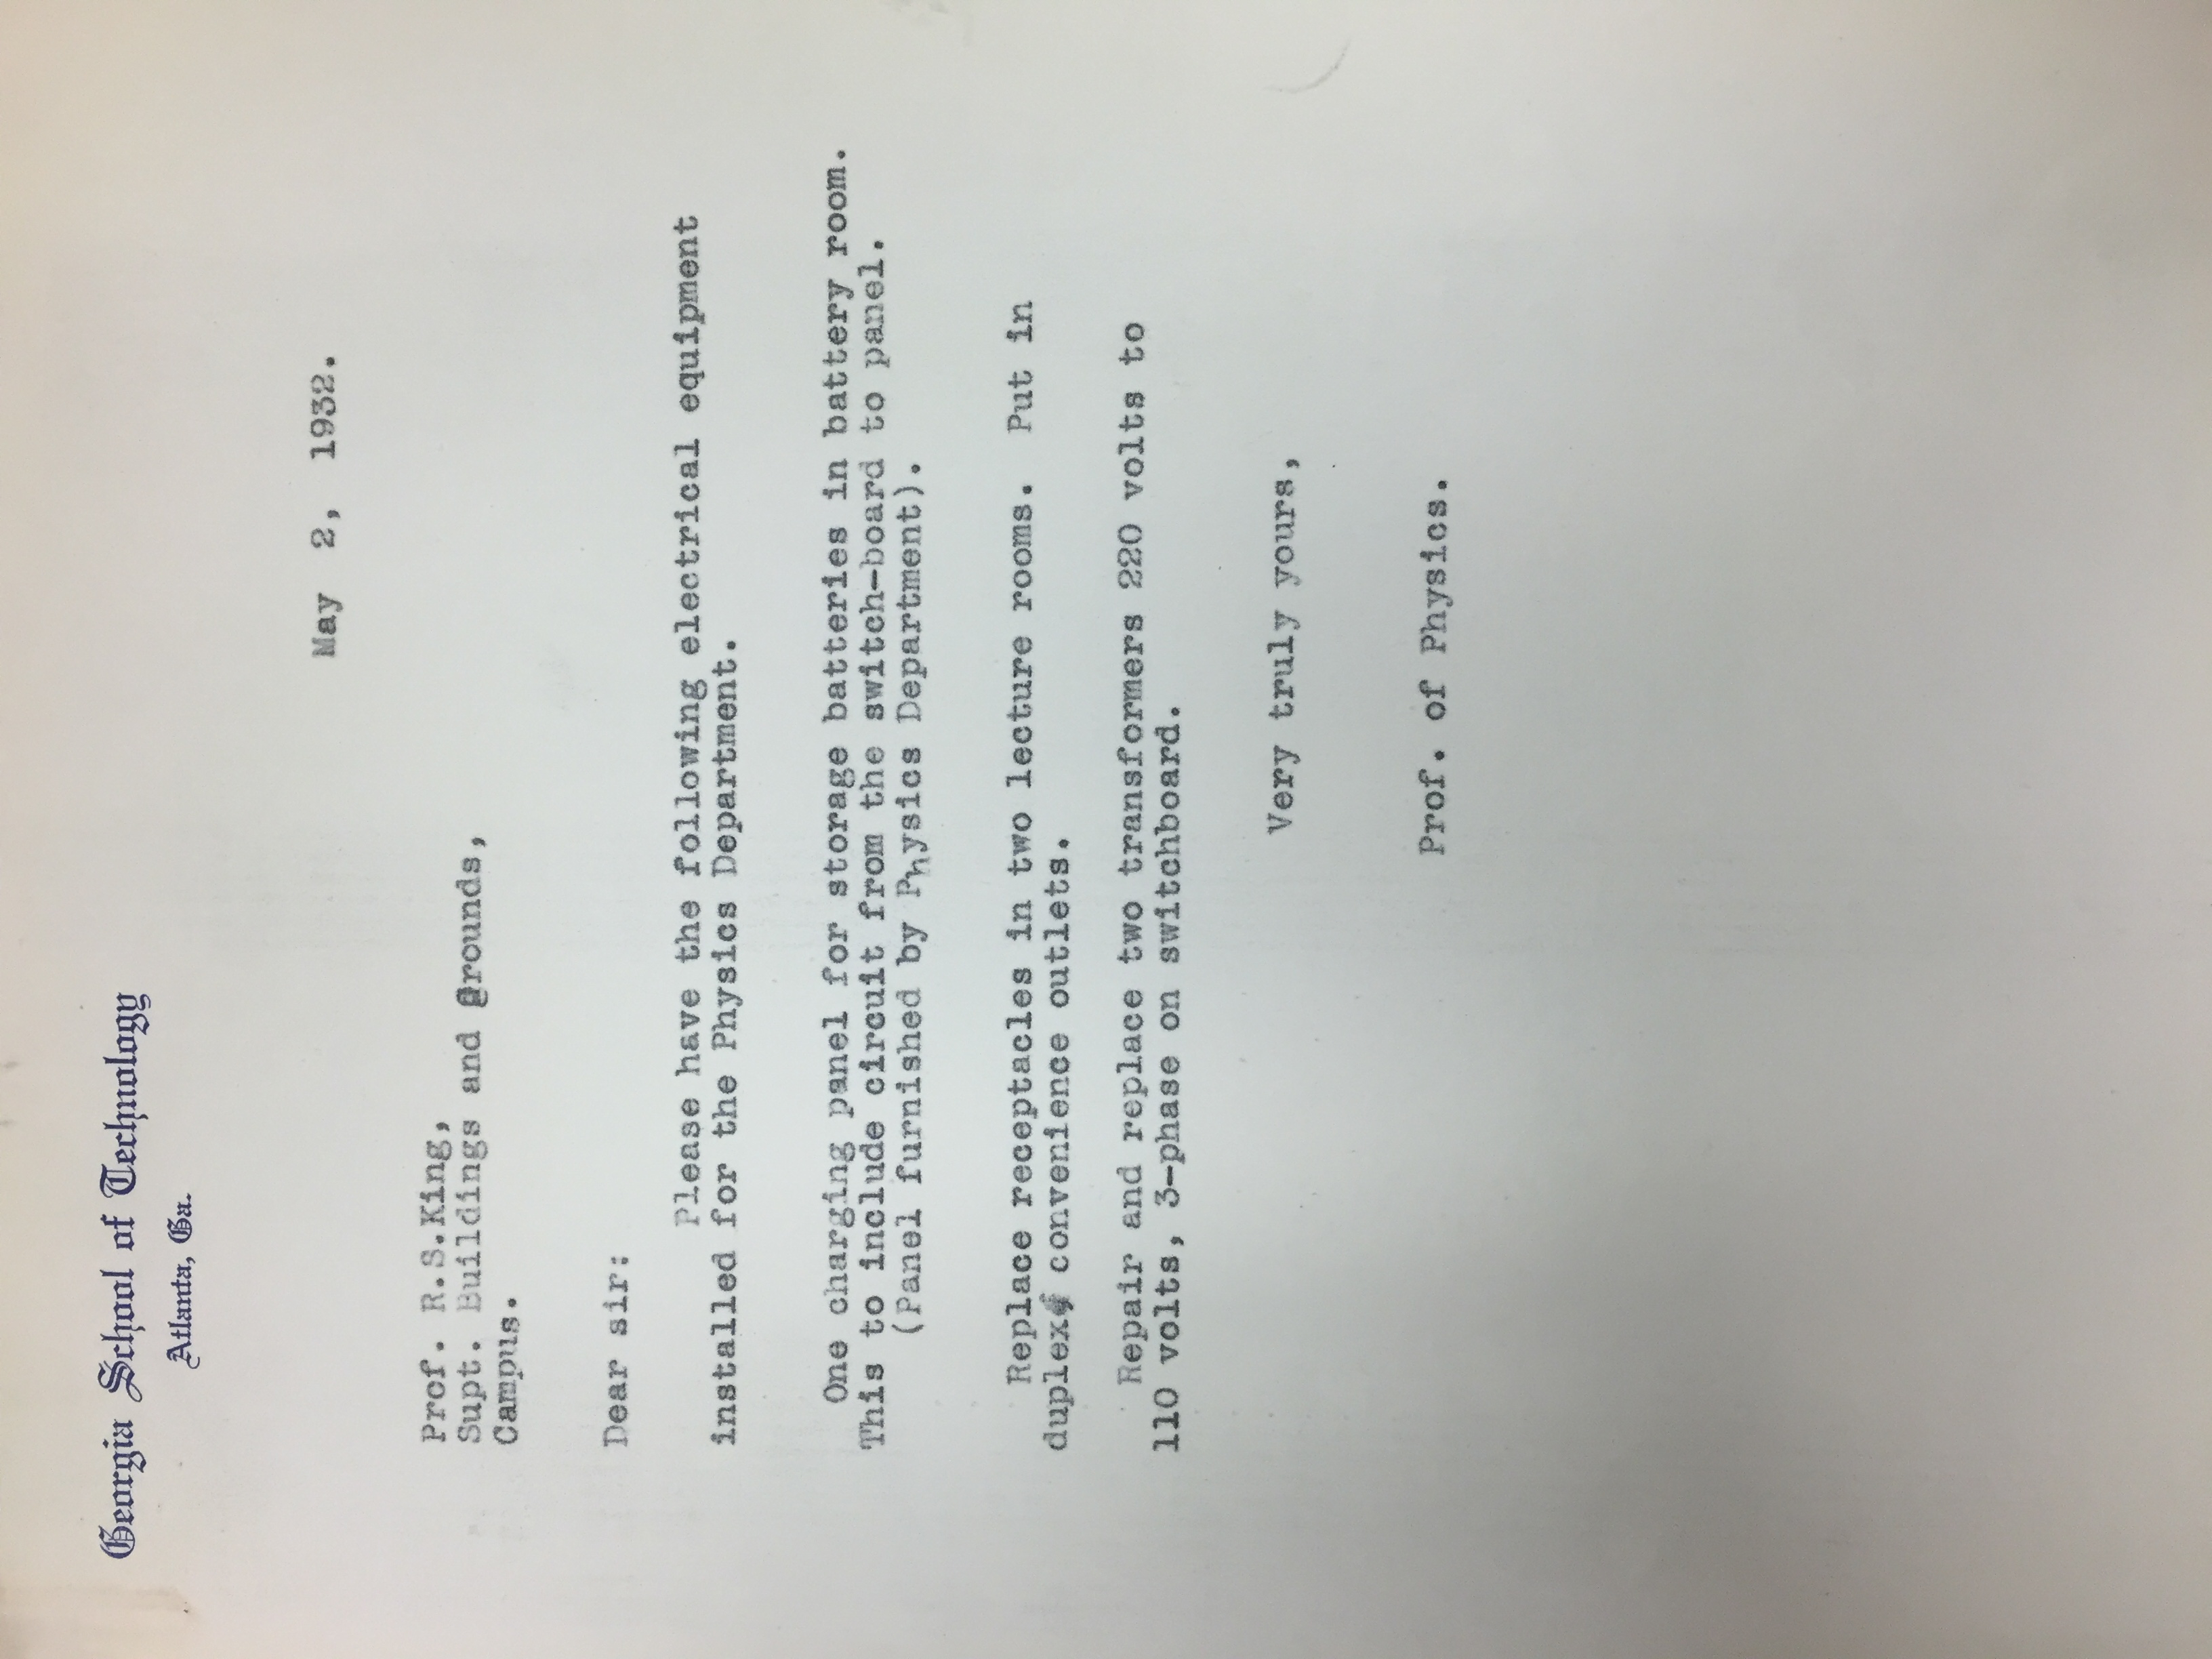 Georgia School of Technology
Atlanta, Ga.
May 2, 1932.
Prof. R.S.King,
Supt. Buildings and Grounds,
Campus.
Dear sir:
Please have the following electrical equipment
installed for the Physics Department.
One charging panel for storage batteries in battery room.
This to include circuit from the switch-board to panel.
(Panel furnished by Physics Department).
Replace receptacles in two lecture rooms. Put in
duplex convenience outlets.
Repair and replace two transformers 220 volts to
110 volts, 3-phase on switchboard.
Very truly yours,
Prof. of Physics.